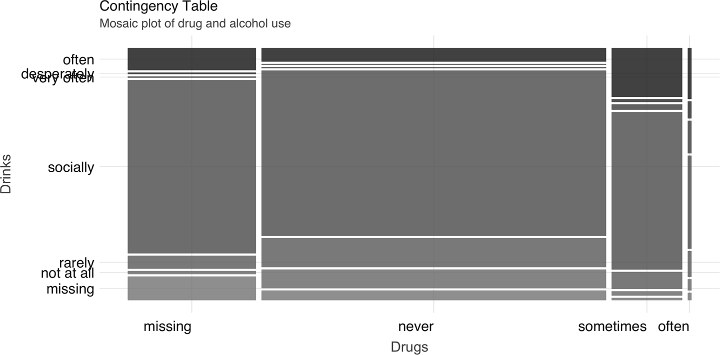 Contingency Table
Mosaic plot of drug and alcohol use
Drinks
often
desperately
very often
socially
rarely
not at all
missing
missing
never
sometimes
often
Drugs